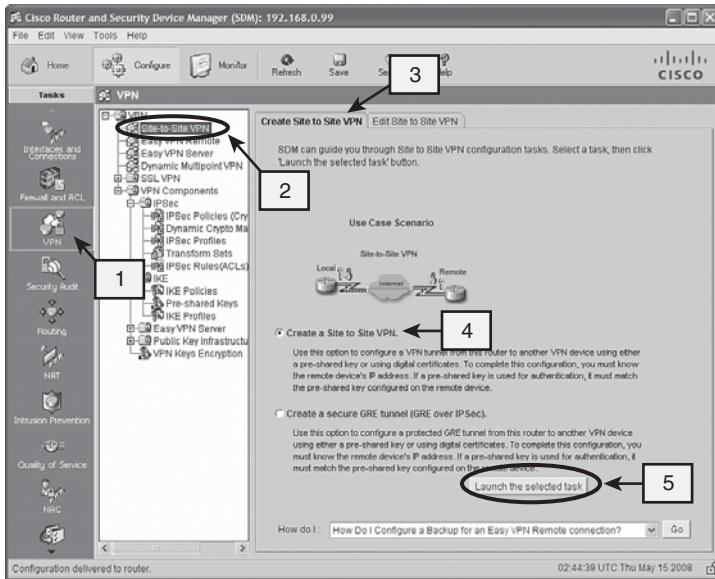 Cisco Router and Security Device Manager (SDM): 192.168.0.99
File Edit View Tools Help
Home Configure Monitor Refresh Save
CISCO
Tasks
VPN
Interfaces and Connections
Firewall and ACL
VPN
Security Audit
Routing
NAT
Intrusion Prevention
Quality of Service
NAC
VPN
Site-to-Site VPN
Easy VPN Remote
Easy VPN Server
Dynamic Multipoint VPN
SSL VPN
VPN Components
IPSec
IPSec Policies (Cry
Dynamic Crypto Ma
IPSec Profiles
Transform Sets
IPSec Rules(ACLs)
IKE
IKE Policies
Pre-shared Keys
IKE Profiles
Easy VPN Server
Public Key Infrastructu
VPN Keys Encryption
1
2
3
4
5
Create Site to Site VPN
Edit Site to Site VPN
SDM can guide you through Site to Site VPN configuration tasks. Select a task, then click
'Launch the selected task' button.
Use Case Scenario
Site-to-Site VPN
Local
Internet
Remote
Create a Site to Site VPN.
Use this option to configure a VPN tunnel from this router to another VPN device using either
a pre-shared key or using digital certificates. To complete this configuration, you must know
the remote device's IP address. If a pre-shared key is used for authentication, it must match
the pre-shared key configured on the remote device.
Create a secure GRE tunnel (GRE over IPSec).
Use this option to configure a protected GRE tunnel from this router to another VPN device
using either a pre-shared key or using digital certificates. To complete this configuration, you
must know the remote device's IP address. If a pre-shared key is used for authentication, it
must match the pre-shared key configured on the remote device.
Launch the selected task
How do I: How Do I Configure a Backup for an Easy VPN Remote connection? Go
Configuration delivered to router.
02:44:39 UTC Thu May 15 2008